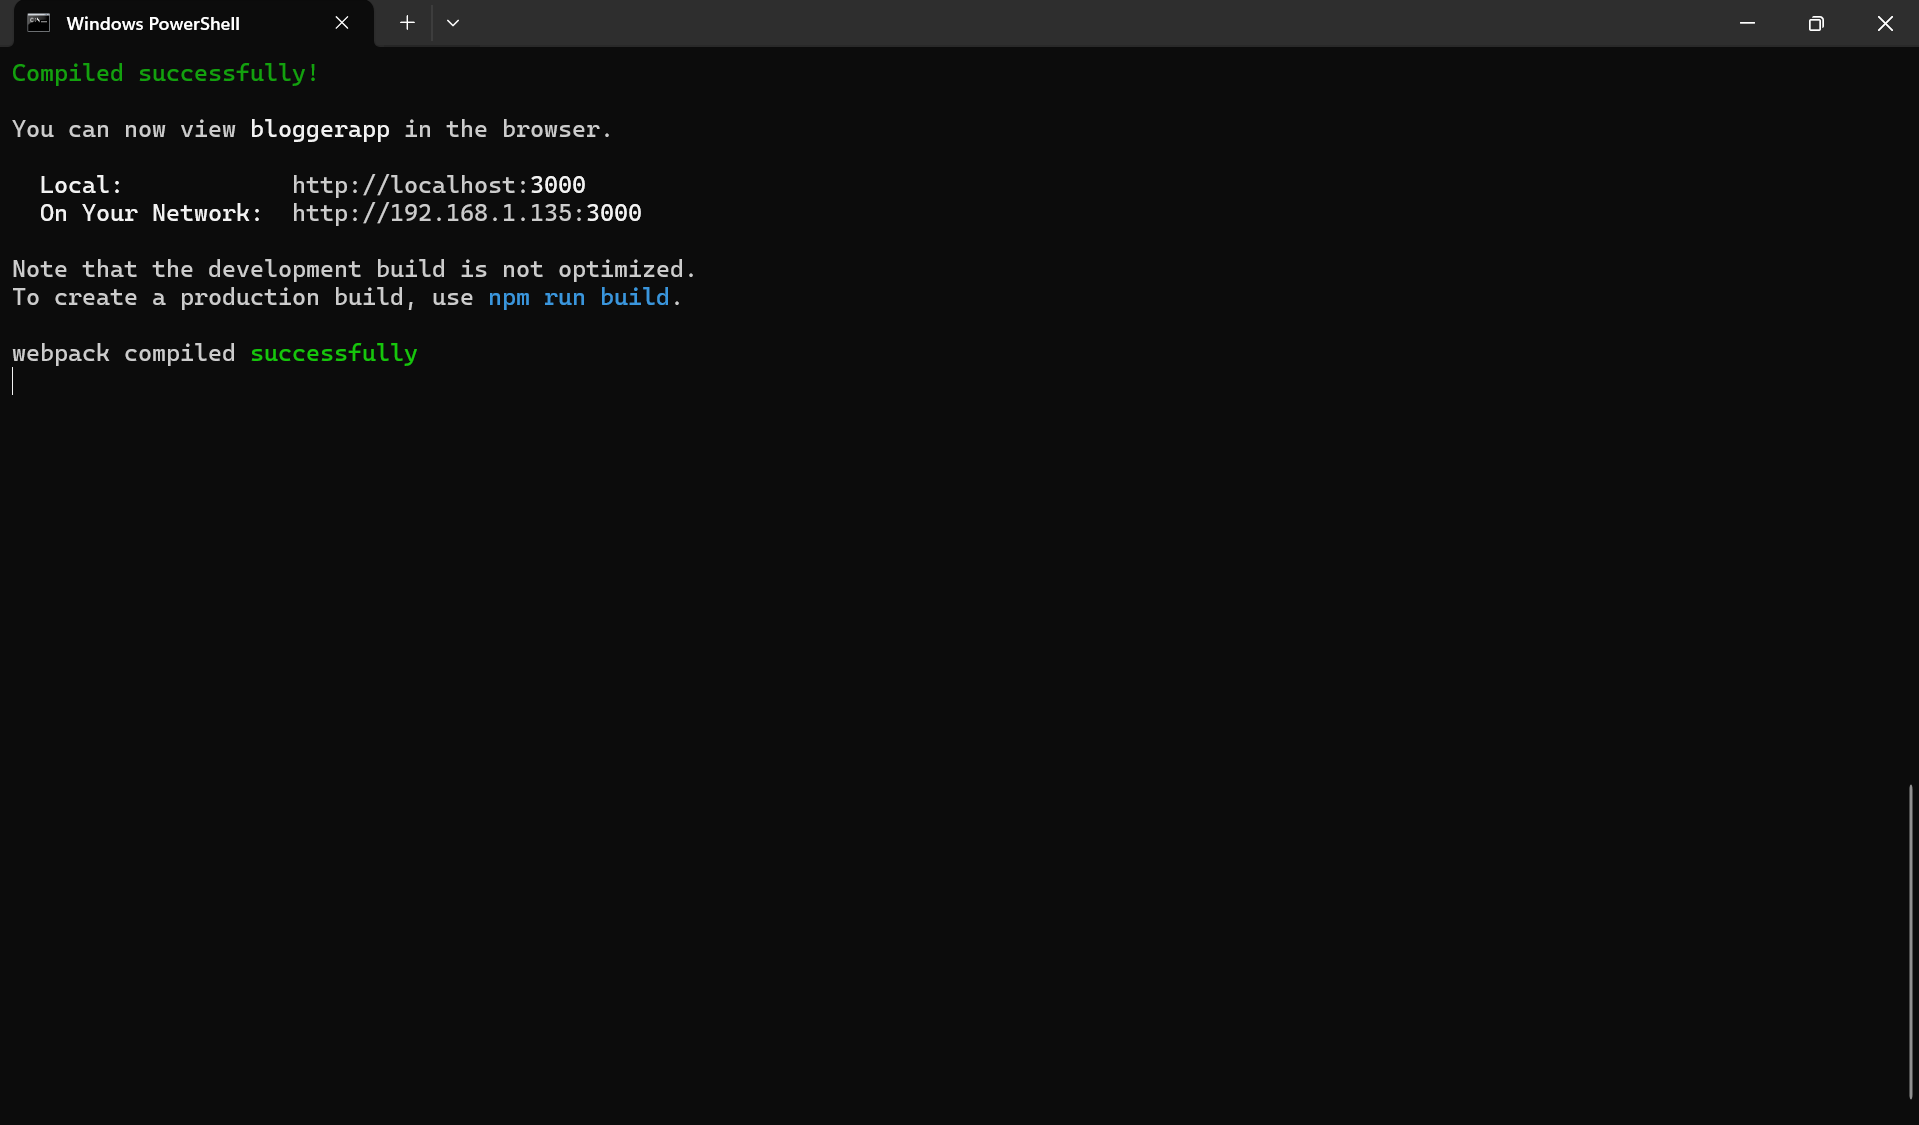 Windows PowerShell
Compiled successfully!
You can now view bloggerapp in the browser.
Local: http://localhost:3000
On Your Network: http://192.168.1.135:3000
Note that the development build is not optimized.
To create a production build, use npm run build.
webpack compiled successfully